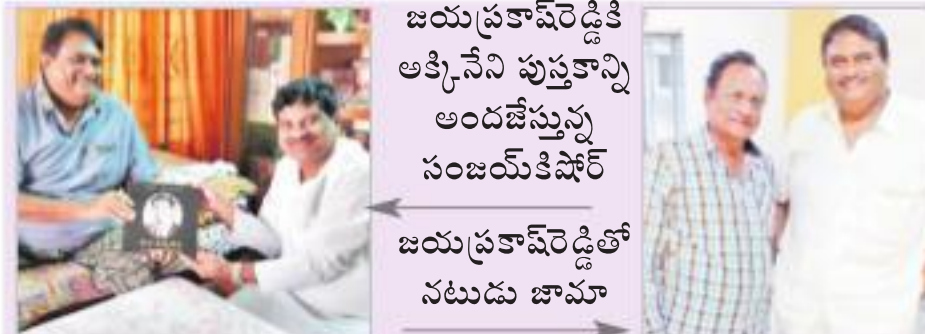 జయప్రకాష్‌రెడ్డికి
అక్కినేని పుస్తకాన్ని
అందజేస్తున్న
సంజయ్‌కిషోర్
జయప్రకాష్‌రెడ్డితో
నటుడు జామా